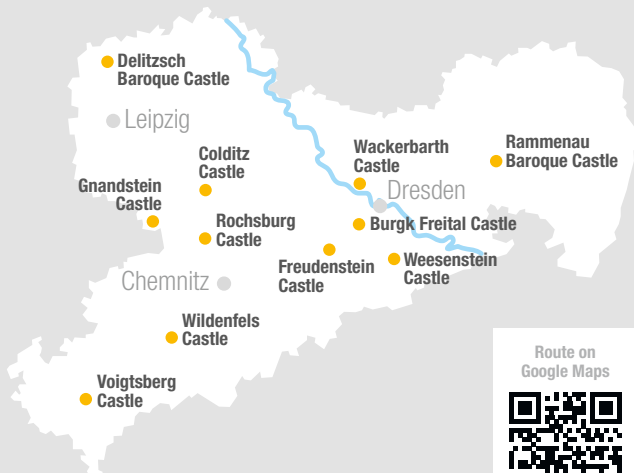 Delitzsch
Baroque Castle
Leipzig
Colditz
Castle
Wackerbarth
Castle
Rammenau
Baroque Castle
Gnandstein
Castle
Dresden
Rochsburg
Castle
Burgk Freital Castle
Freudenstein
Castle
Weesenstein
Castle
Chemnitz
Wildenfels
Castle
Voigtsberg
Castle
Route on
Google Maps